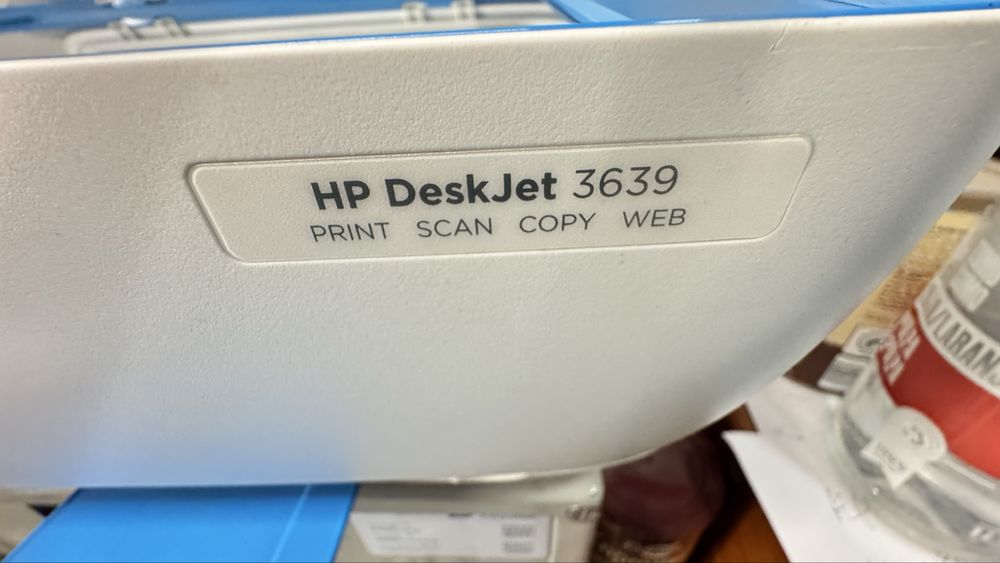 HP DeskJet 3639
PRINT SCAN COPY WEB